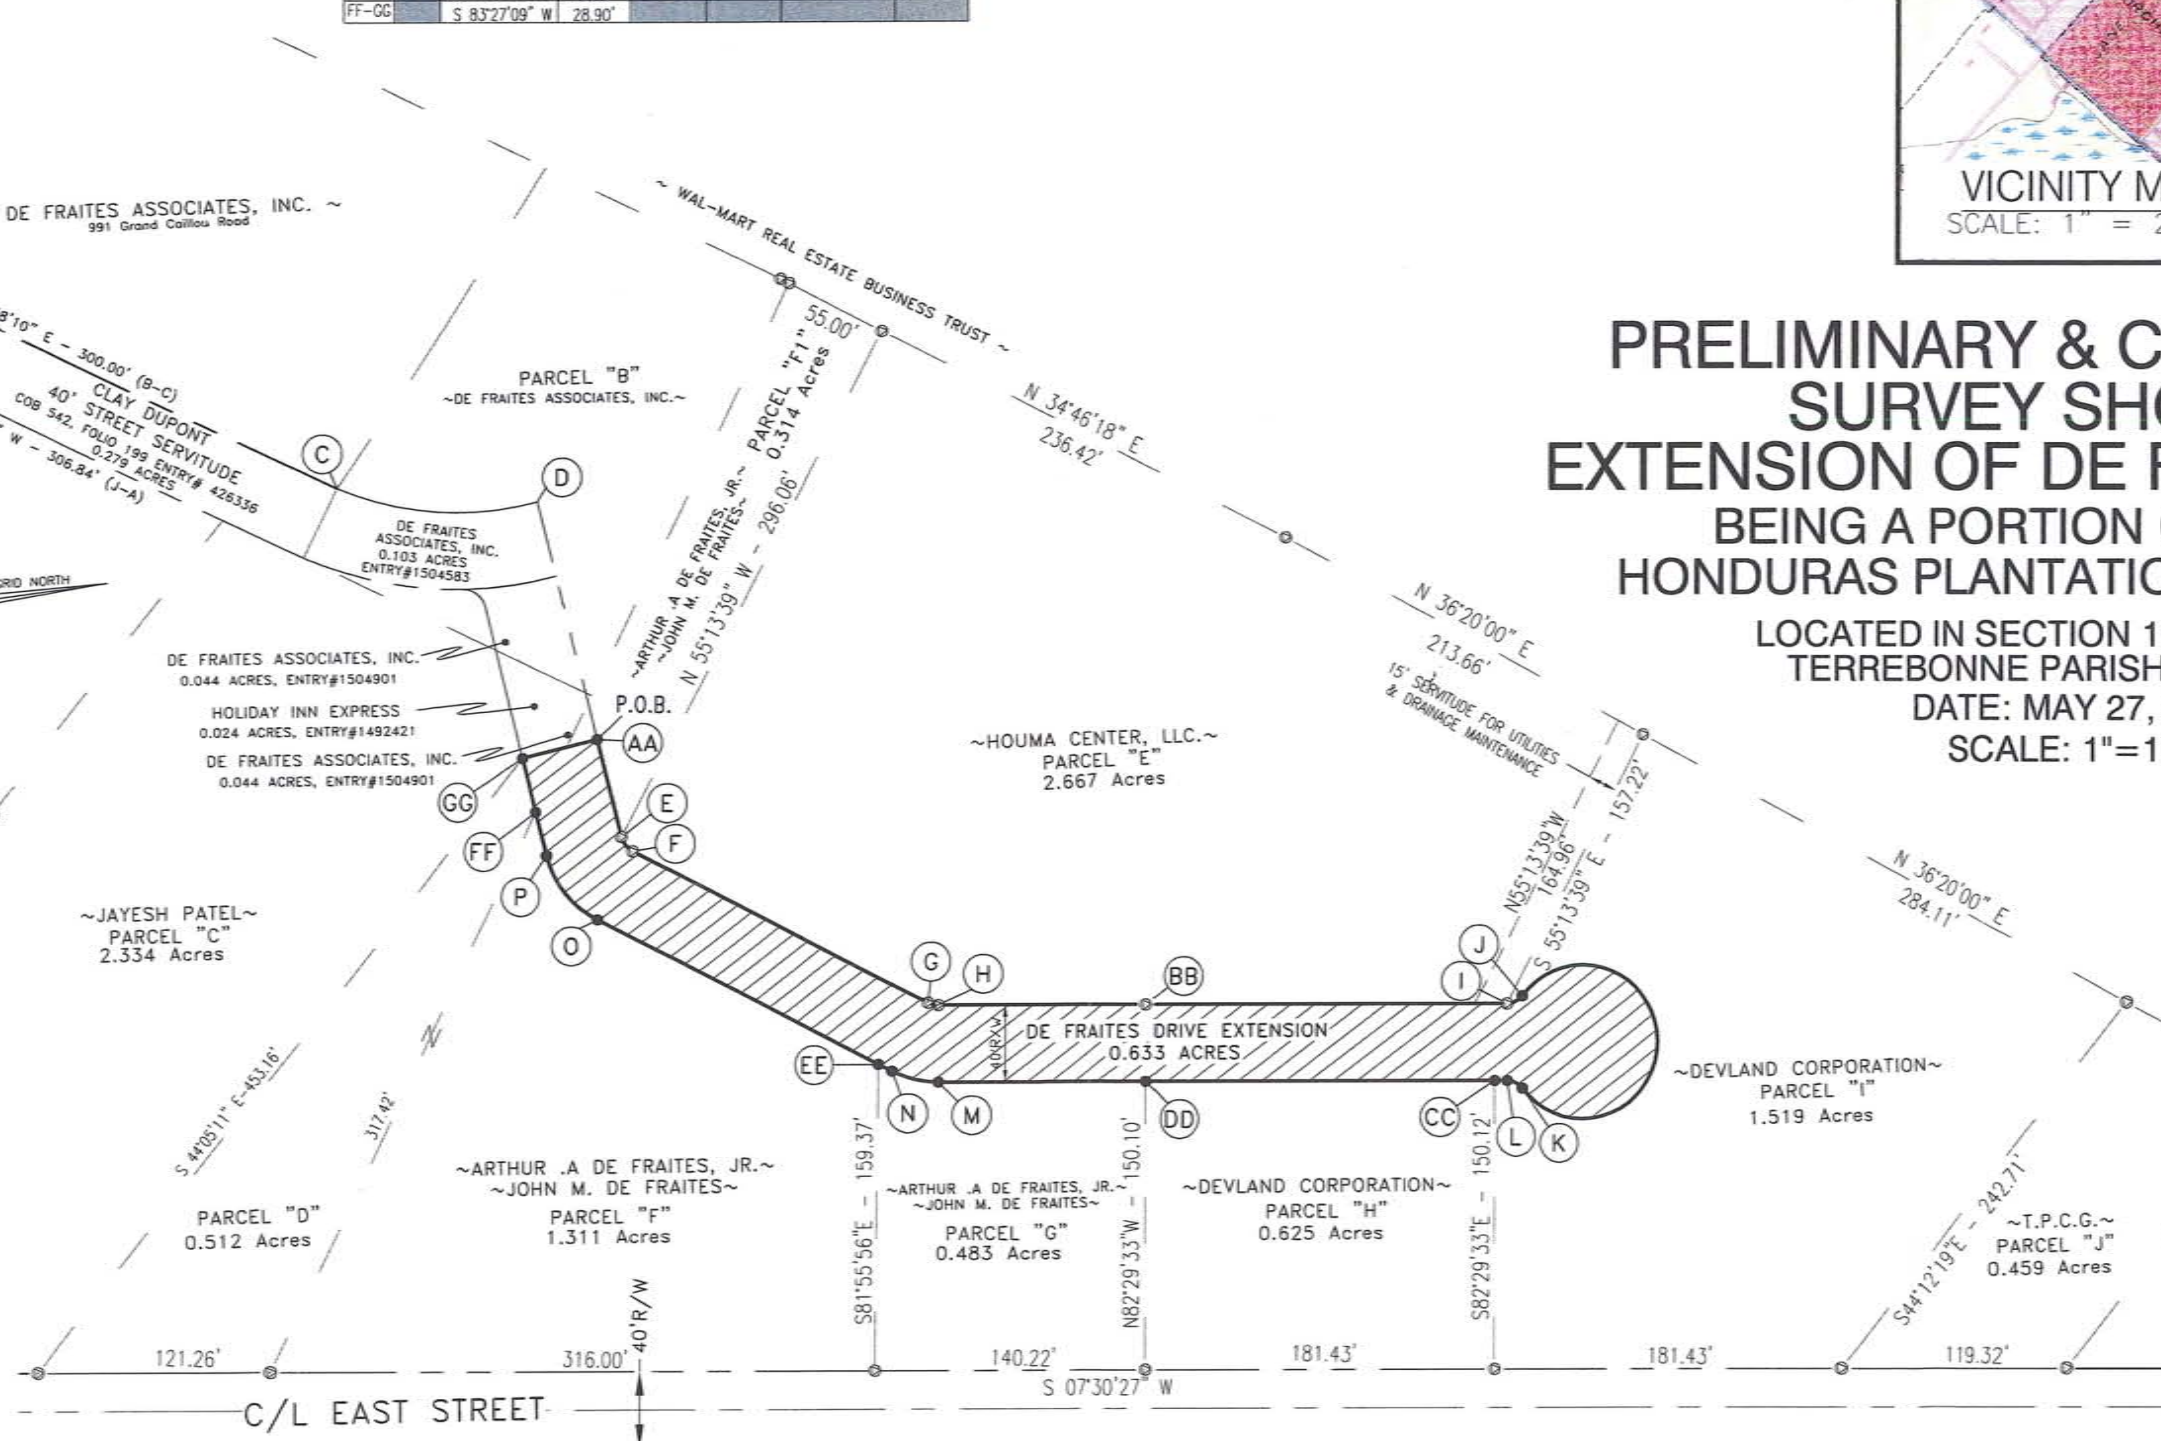 FF-GG S 83°27'09" W 28.90'
VICINITY M
SCALE: 1" = 2
DE FRAITES ASSOCIATES, INC. ~
991 Grand Caillou Road
~ WAL-MART REAL ESTATE BUSINESS TRUST ~
55.00'
PARCEL "F1"
0.314 Acres
PRELIMINARY & C
SURVEY SHO
EXTENSION OF DE F
BEING A PORTION
HONDURAS PLANTATIO
LOCATED IN SECTION 1
TERREBONNE PARISH
DATE: MAY 27,
SCALE: 1"=1
8'10" E - 300.00' (B-C)
CLAY DUPONT
40' STREET SERVITUDE
COB 542, FOLIO 199 ENTRY# 426336
0.279 ACRES
W - 306.84' (J-A)
PARCEL "B"
~DE FRAITES ASSOCIATES, INC.~
N 34°46'18" E
236.42'
C
D
DE FRAITES
ASSOCIATES, INC.
0.103 ACRES
ENTRY#1504583
~ARTHUR .A DE FRAITES, JR.~
~JOHN M. DE FRAITES~
N 55°13'39" W - 296.06'
GRID NORTH
N 36°20'00" E
213.66'
15' SERVITUDE FOR UTILITIES
& DRAINAGE MAINTENANCE
DE FRAITES ASSOCIATES, INC.
0.044 ACRES, ENTRY#1504901
HOLIDAY INN EXPRESS
0.024 ACRES, ENTRY#1492421
DE FRAITES ASSOCIATES, INC.
0.044 ACRES, ENTRY#1504901
P.O.B.
AA
GG
E
F
FF
P
O
~HOUMA CENTER, LLC.~
PARCEL "E"
2.667 Acres
N55°13'39"W
164.96'
S 55°13'39" E - 157.22'
N 36°20'00" E
284.11'
~JAYESH PATEL~
PARCEL "C"
2.334 Acres
G
H
BB
I
J
DE FRAITES DRIVE EXTENSION
0.633 ACRES
40'R/W
EE
N
M
DD
CC
L
K
~DEVLAND CORPORATION~
PARCEL "I"
1.519 Acres
S 44°05'11" E-453.16'
317.42'
S81°55'56"E - 159.37'
N82°29'33"W - 150.10'
S82°29'33"E - 150.12'
S44°12'19"E - 242.71'
PARCEL "D"
0.512 Acres
~ARTHUR .A DE FRAITES, JR.~
~JOHN M. DE FRAITES~
PARCEL "F"
1.311 Acres
~ARTHUR .A DE FRAITES, JR.~
~JOHN M. DE FRAITES~
PARCEL "G"
0.483 Acres
~DEVLAND CORPORATION~
PARCEL "H"
0.625 Acres
~T.P.C.G.~
PARCEL "J"
0.459 Acres
40'R/W
121.26'
316.00'
140.22'
181.43'
181.43'
119.32'
S 07°30'27" W
C/L EAST STREET